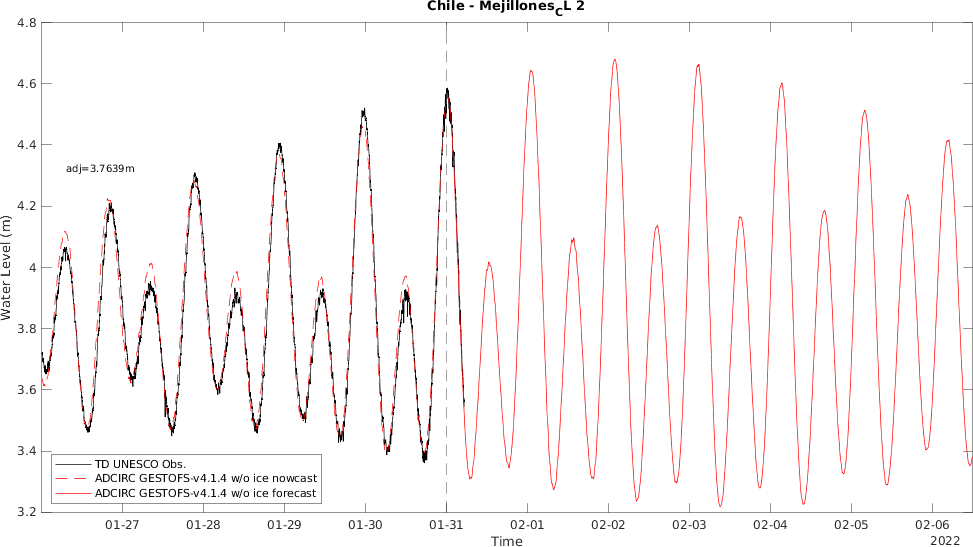 Chile - MejillonesCL 2
4.8
4.6
4.4
4.2
4
3.8
3.6
3.4
3.2
Water Level (m)
adj=3.7639m
TD UNESCO Obs.
ADCIRC GESTOFS-v4.1.4 w/o ice nowcast
ADCIRC GESTOFS-v4.1.4 w/o ice forecast
01-27 01-28 01-29 01-30 01-31 02-01 02-02 02-03 02-04 02-05 02-06
Time
2022